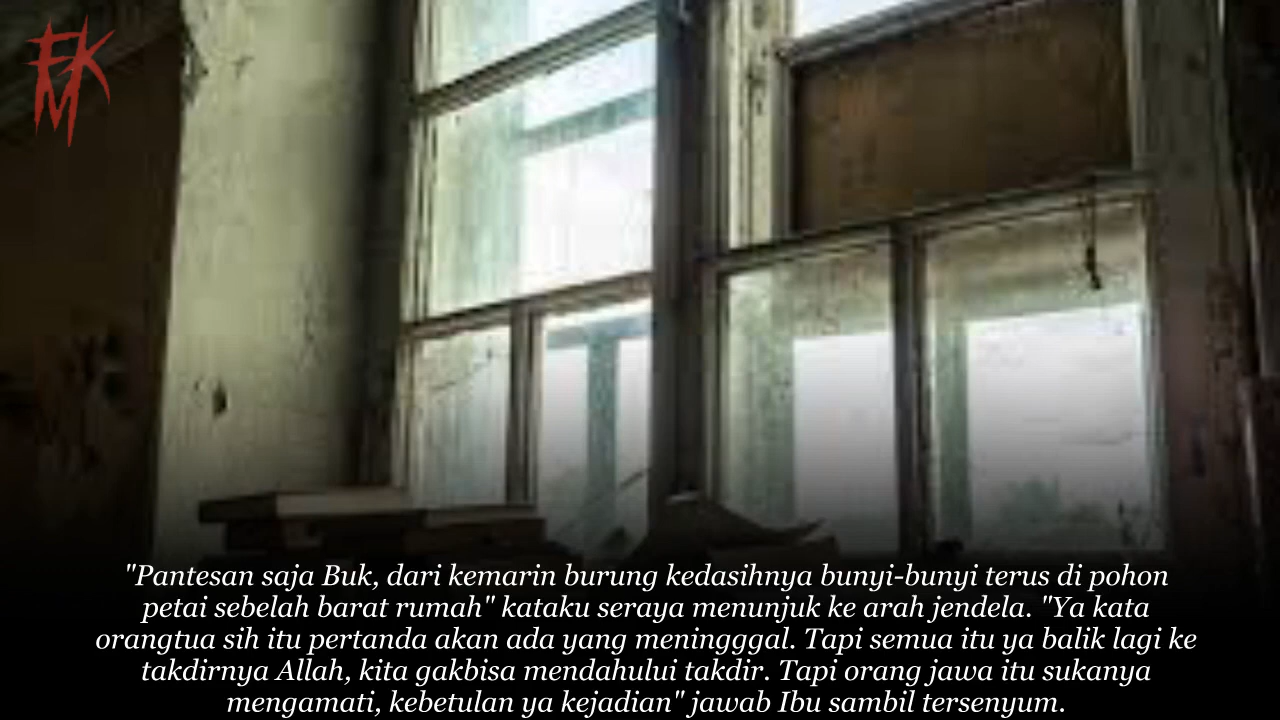 FKM
"Pantesan saja Buk, dari kemarin burung kedasihnya bunyi-bunyi terus di pohon
petai sebelah barat rumah" kataku seraya menunjuk ke arah jendela. "Ya kata
orangtua sih itu pertanda akan ada yang meningggal. Tapi semua itu ya balik lagi ke
takdirnya Allah, kita gakbisa mendahului takdir. Tapi orang jawa itu sukanya
mengamati, kebetulan ya kejadian" jawab Ibu sambil tersenyum.